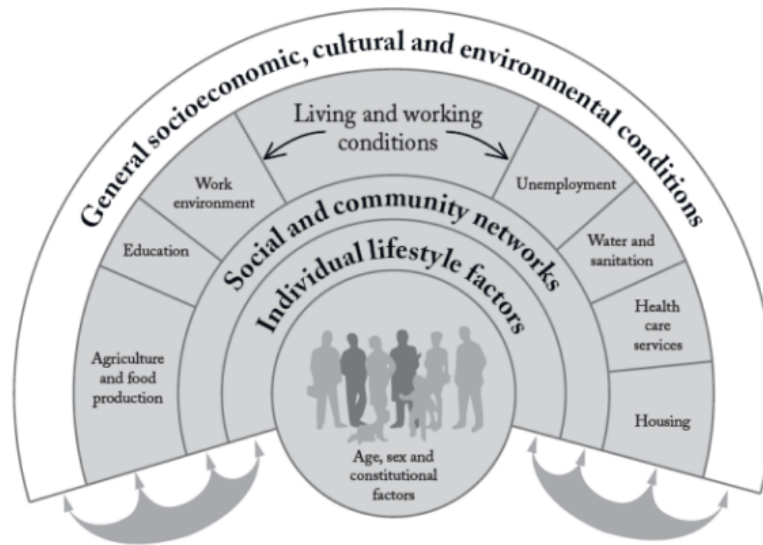 General socioeconomic, cultural and environmental conditions
Living and working
conditions
Agriculture
and food
production
Education
Work
environment
Unemployment
Water and
sanitation
Health
care
services
Housing
Social and community networks
Individual lifestyle factors
Age, sex and
constitutional
factors